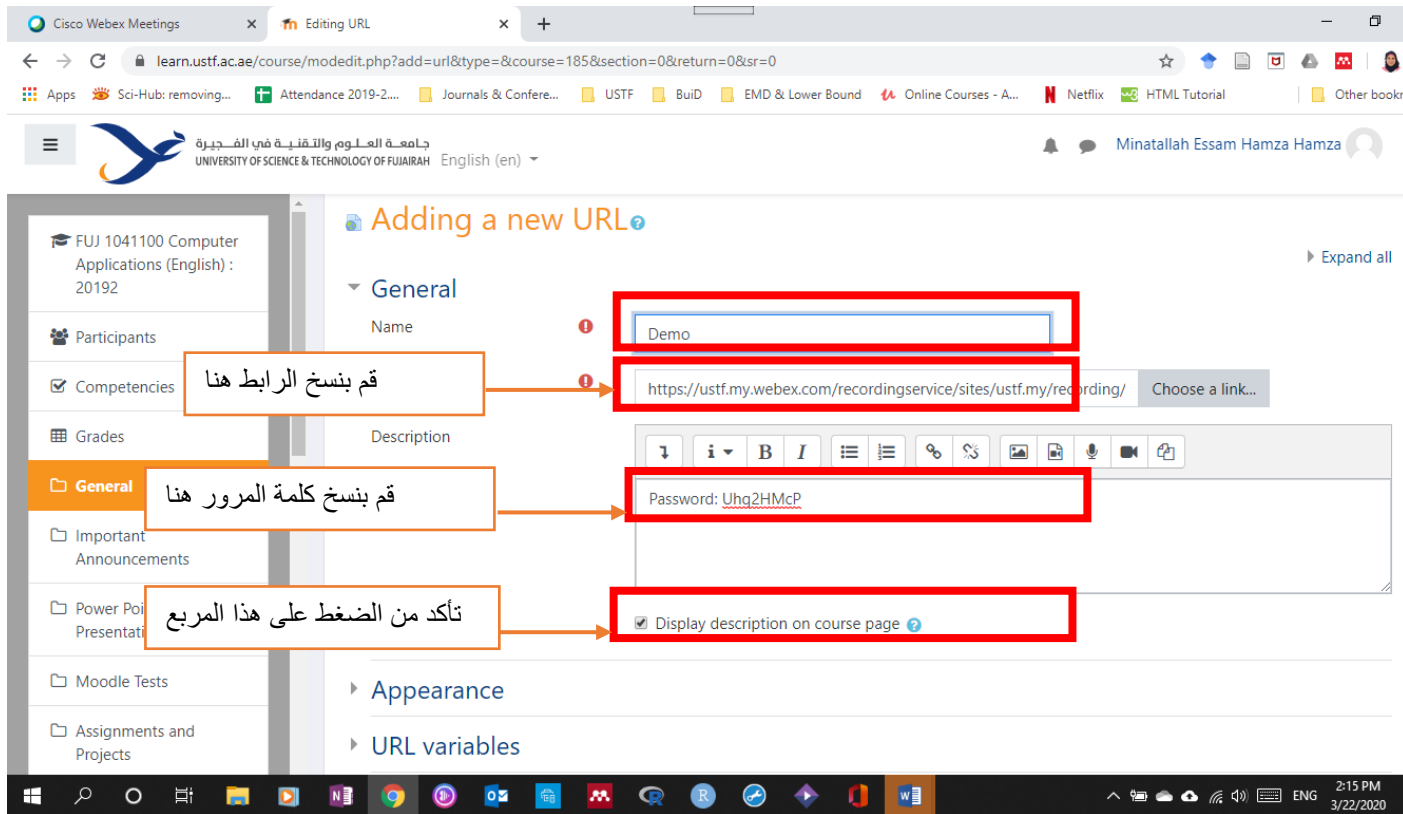 Cisco Webex Meetings
Editing URL
learn.ustf.ac.ae/course/modedit.php?add=url&type=&course=185&section=0&return=0&sr=0
Apps
Sci-Hub: removing...
Attendance 2019-2....
Journals & Confere...
USTF
BuiD
EMD & Lower Bound
Online Courses - A...
Netflix
HTML Tutorial
Other bookr
جامعـة العـلـوم والتـقنـيـة في الفـجـيرة
UNIVERSITY OF SCIENCE & TECHNOLOGY OF FUJAIRAH
English (en)
Minatallah Essam Hamza Hamza
FUJ 1041100 Computer
Applications (English) :
20192
Participants
Competencies
Grades
General
Important
Announcements
Power Poi
Presentati
Moodle Tests
Assignments and
Projects
Adding a new URL
Expand all
General
Name
Demo
قم بنسخ الرابط هنا
https://ustf.my.webex.com/recordingservice/sites/ustf.my/recording/
Choose a link...
Description
قم بنسخ كلمة المرور هنا
Password: Uhq2HMcP
تأكد من الضغط على هذا المربع
Display description on course page
Appearance
URL variables
ENG
2:15 PM
3/22/2020